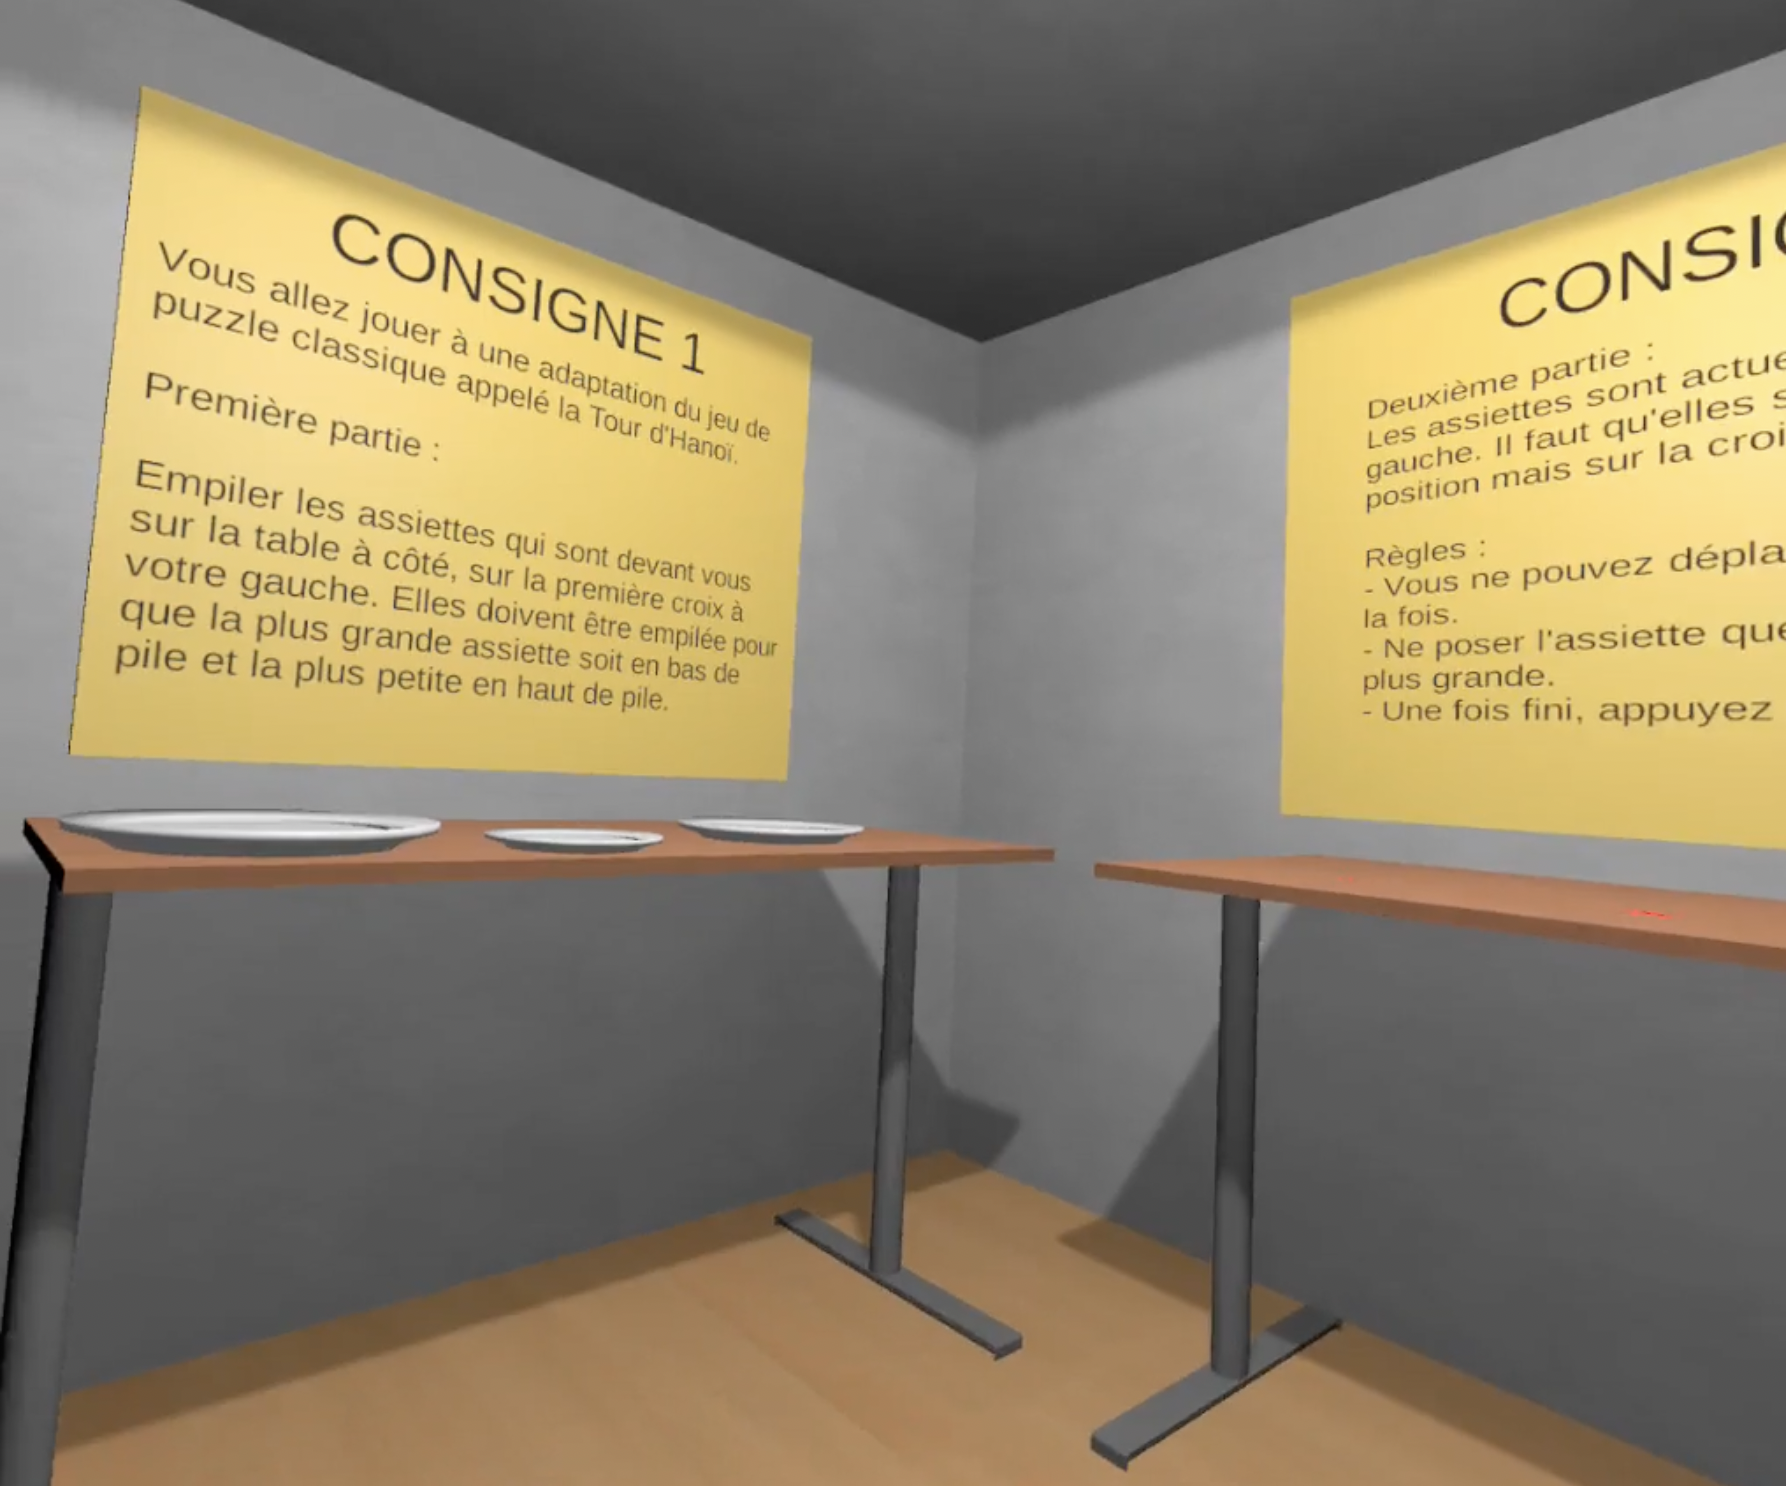 CONSIGNE 1
Vous allez jouer à une adaptation du jeu de
puzzle classique appelé la Tour d'Hanoï.
Première partie :
Empiler les assiettes qui sont devant vous
sur la table à côté, sur la première croix à
votre gauche. Elles doivent être empilée pour
que la plus grande assiette soit en bas de
pile et la plus petite en haut de pile.
Deuxième partie :
Les assiettes sont
gauche. Il faut qu'elles
position mais sur la
Règles :
- Vous ne pouvez
la fois.
- Ne poser l'assiette que
plus grande.
- Une fois fini, appuyez